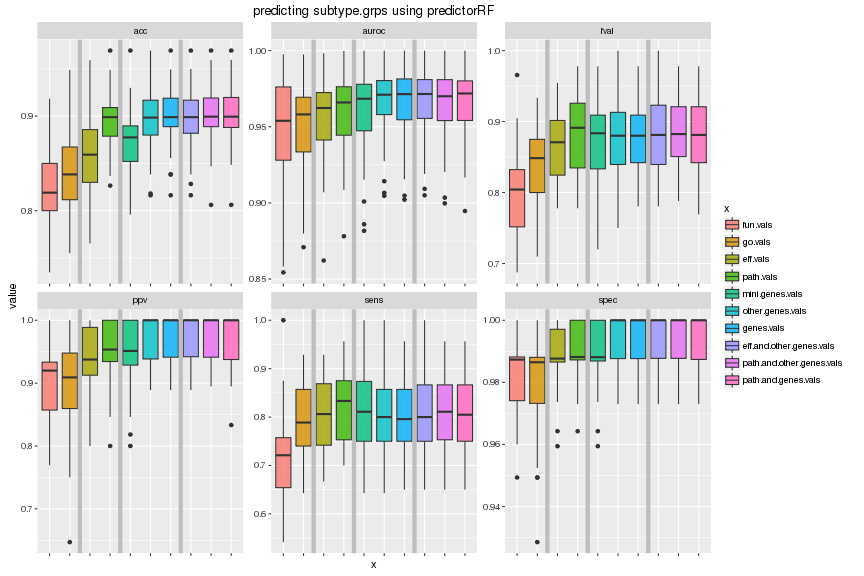 predicting subtype.grps using predictorRF
acc
auroc
fval
0.9
0.8
1.00
0.95
0.90
0.85
1.0
0.9
0.8
0.7
ppv
sens
spec
1.0
0.9
0.8
0.7
1.0
0.9
0.8
0.7
0.6
1.00
0.98
0.96
0.94
value
x
x
fun.vals
go.vals
eff.vals
path.vals
mini.genes.vals
other.genes.vals
genes.vals
eff.and.other.genes.vals
path.and.other.genes.vals
path.and.genes.vals